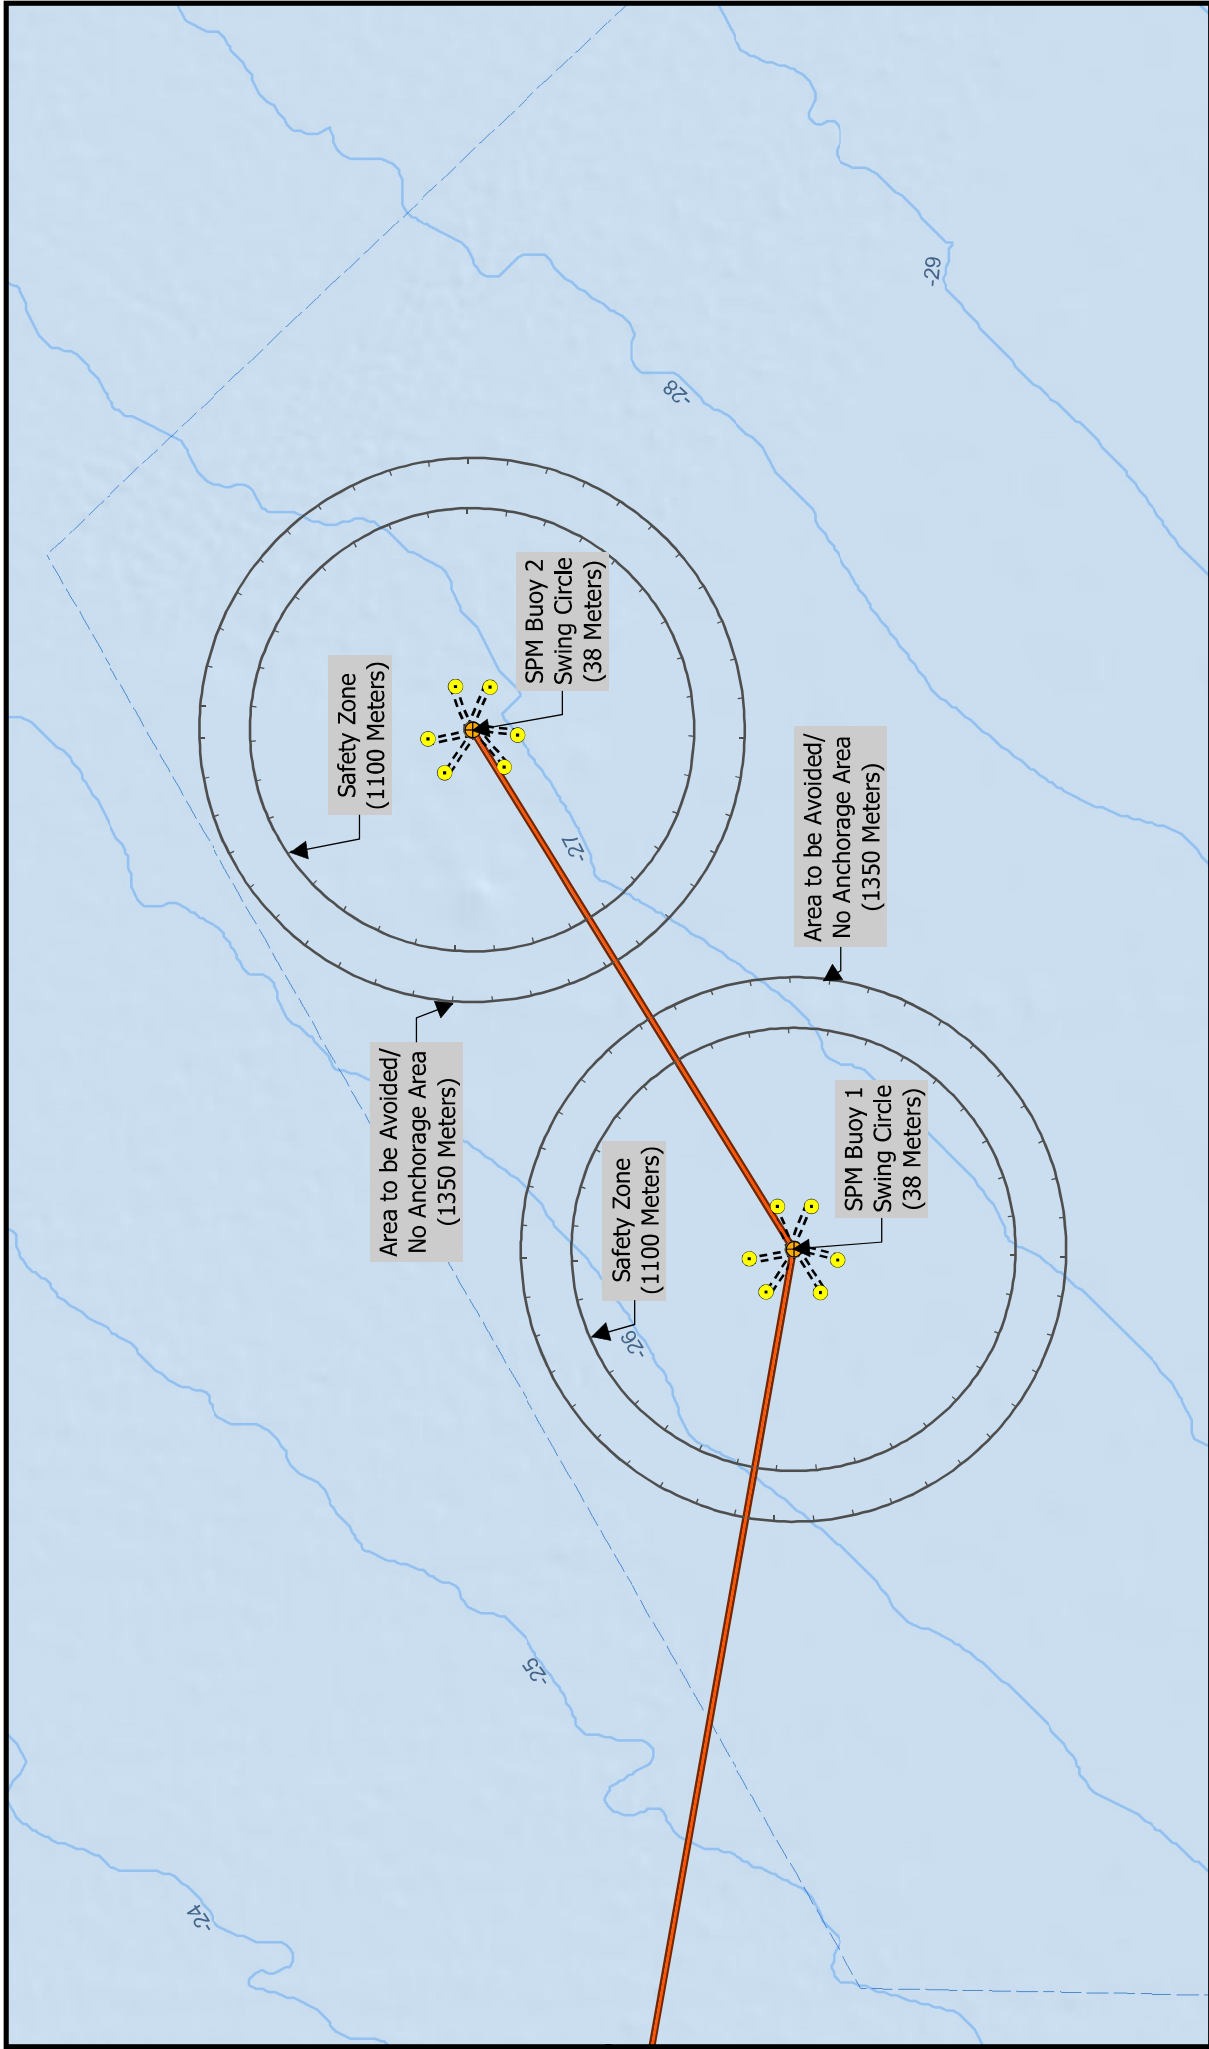 Safety Zone
(1100 Meters)
SPM Buoy 2
Swing Circle
(38 Meters)
Area to be Avoided/
No Anchorage Area
(1350 Meters)
Area to be Avoided/
No Anchorage Area
(1350 Meters)
Safety Zone
(1100 Meters)
SPM Buoy 1
Swing Circle
(38 Meters)
-24
-25
-26
-27
-28
-29